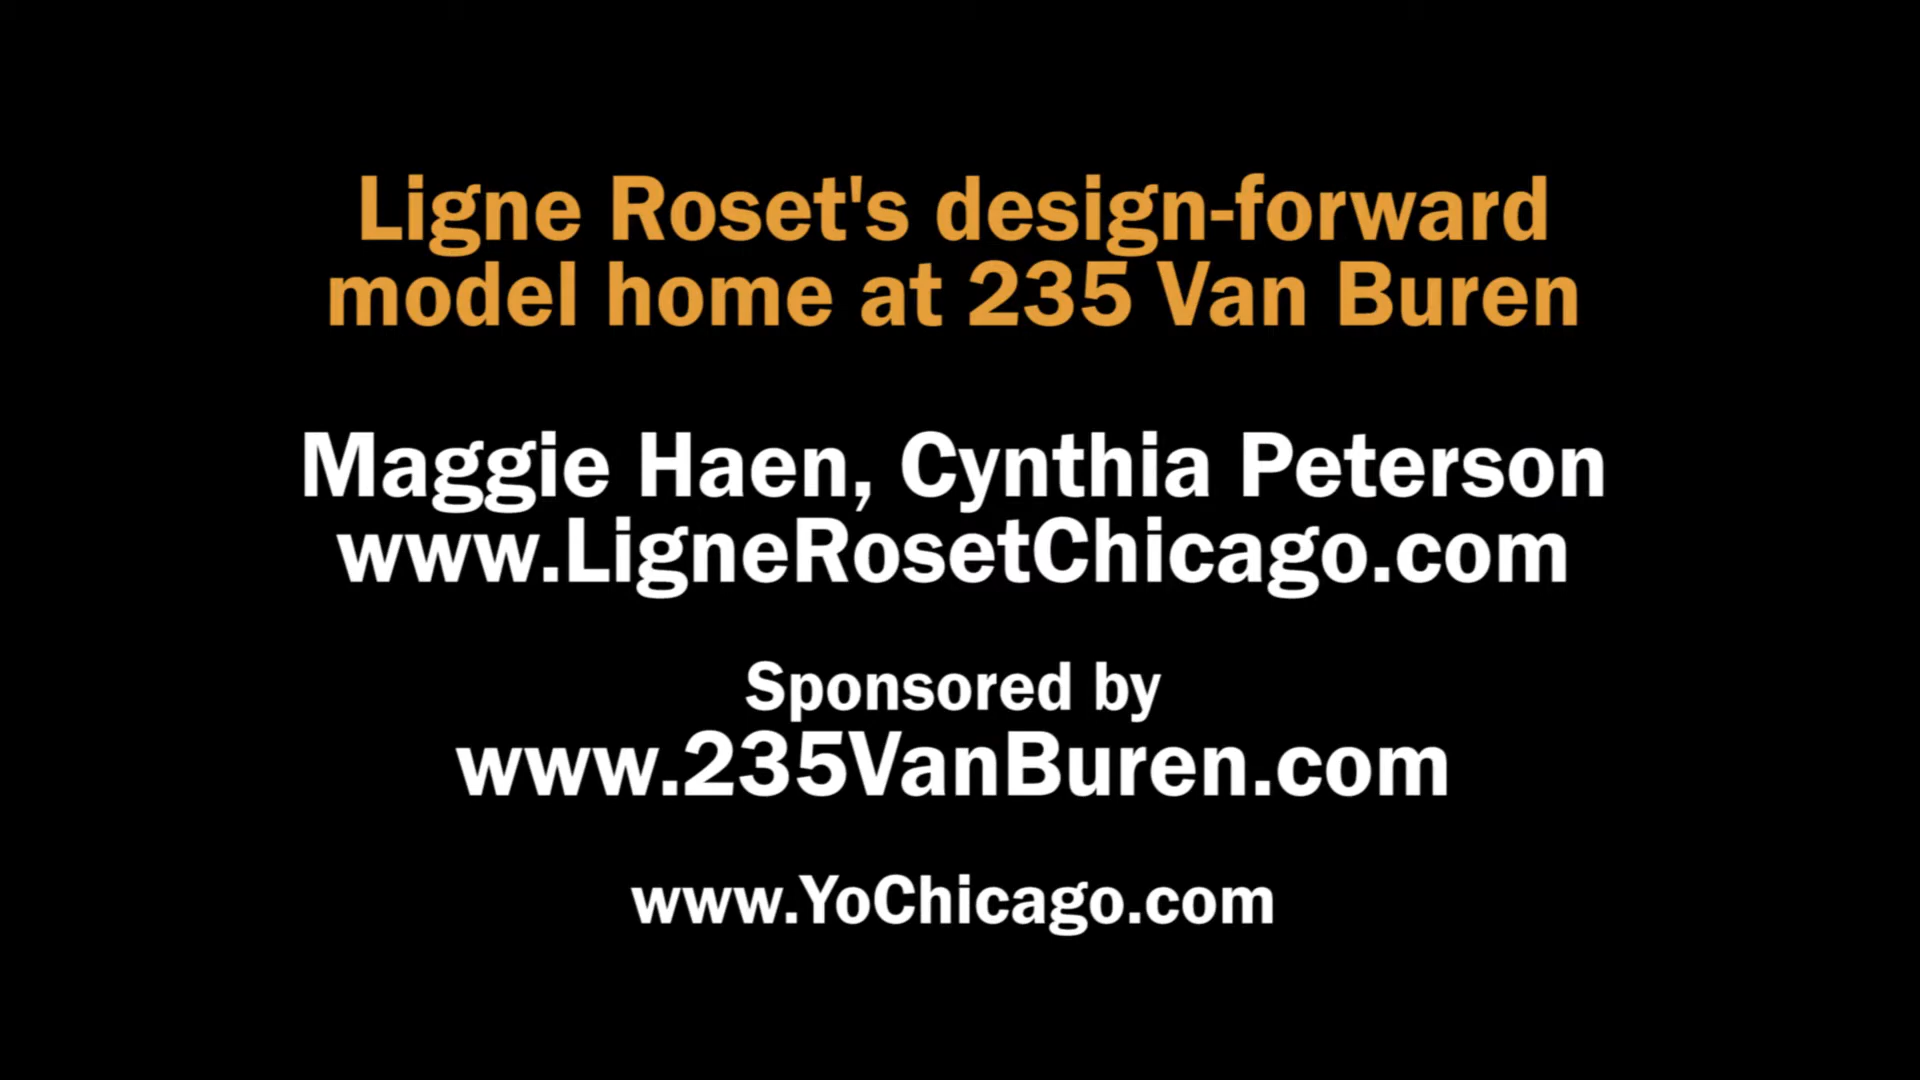 Ligne Roset's design-forward
model home at 235 Van Buren
Maggie Haen, Cynthia Peterson
www.LigneRosetChicago.com
Sponsored by
www.235VanBuren.com
www.YoChicago.com